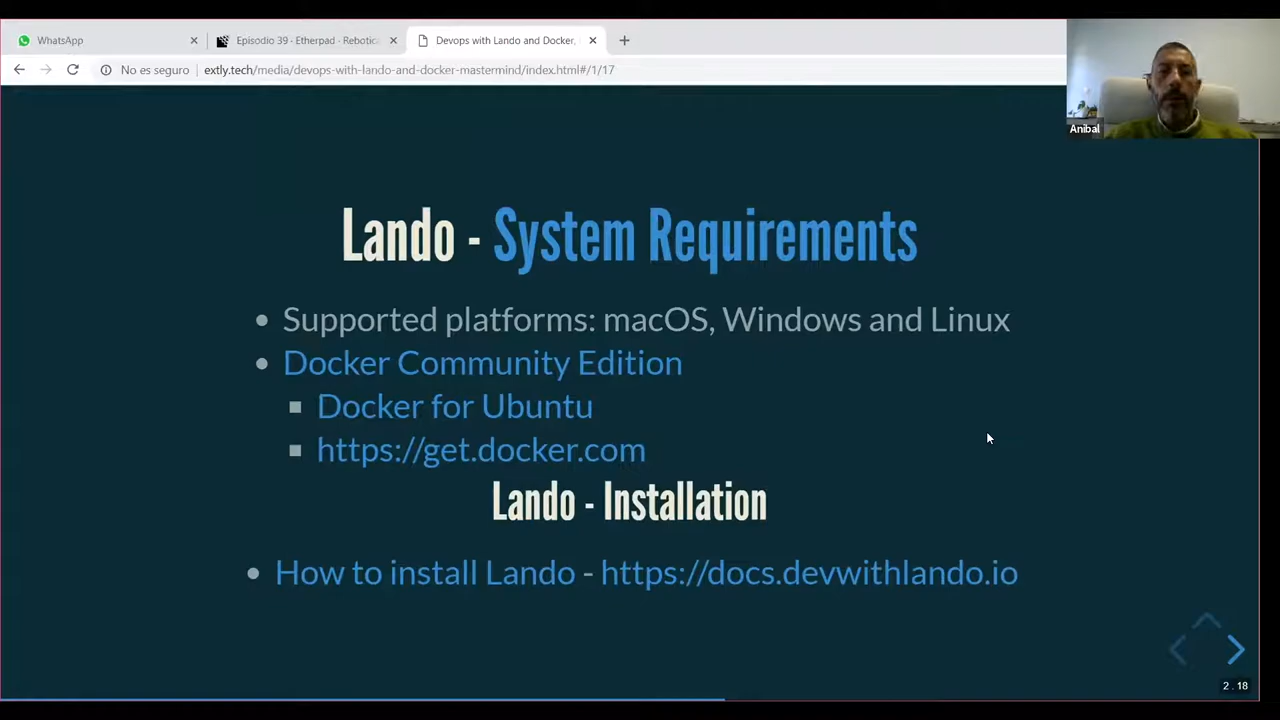 WhatsApp
Episodio 39 - Etherpad - Robotica
Devops with Lando and Docker,
No es seguro
extly.tech/media/devops-with-lando-and-docker-mastermind/index.html#/1/17
Anibal
Lando - System Requirements
Supported platforms: macOS, Windows and Linux
Docker Community Edition
Docker for Ubuntu
https://get.docker.com
Lando - Installation
How to install Lando - https://docs.devwithlando.io
2.18